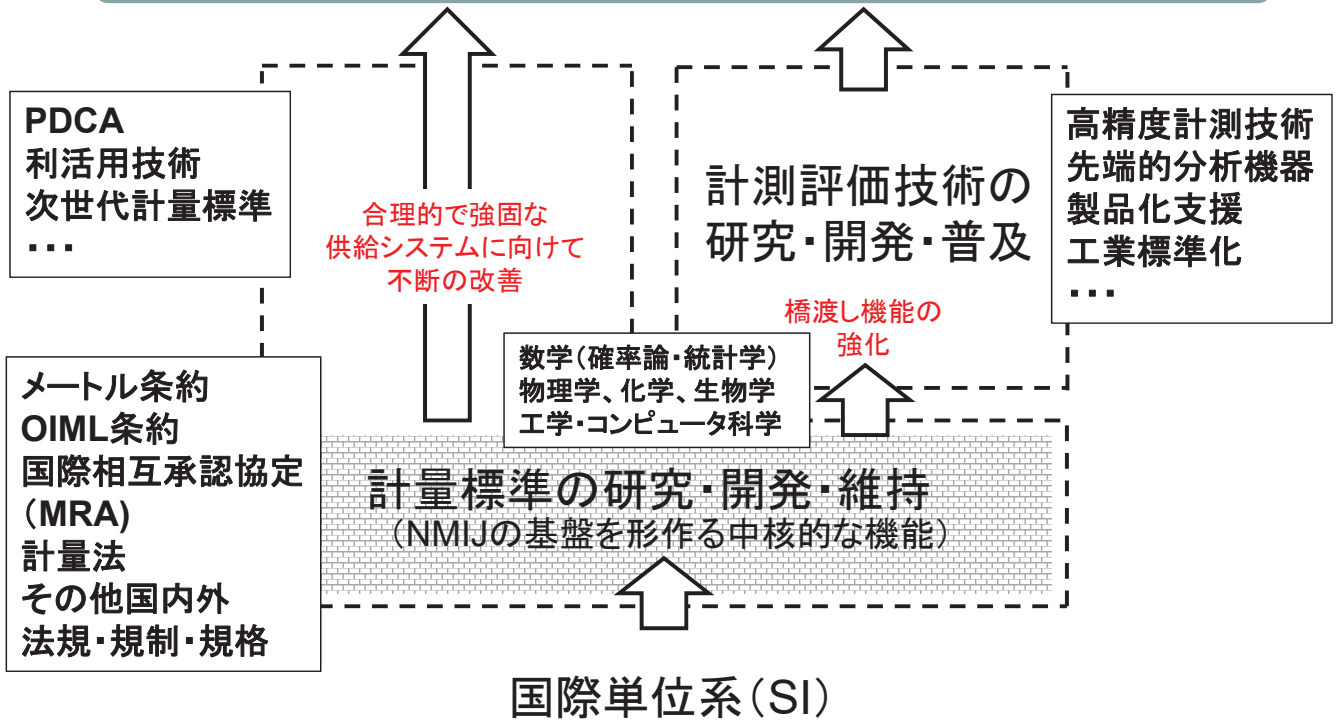 PDCA
利活用技術
次世代計量標準
・・・
合理的で強固な
供給システムに向けて
不断の改善
計測評価技術の
研究・開発・普及
高精度計測技術
先端的分析機器
製品化支援
工業標準化
・・・
橋渡し機能の
強化
数学（確率論・統計学）
物理学、化学、生物学
工学・コンピュータ科学
メートル条約
OIML条約
国際相互承認協定
（MRA)
計量法
その他国内外
法規・規制・規格
計量標準の研究・開発・維持
（NMIJの基盤を形作る中核的な機能）
国際単位系（SI）